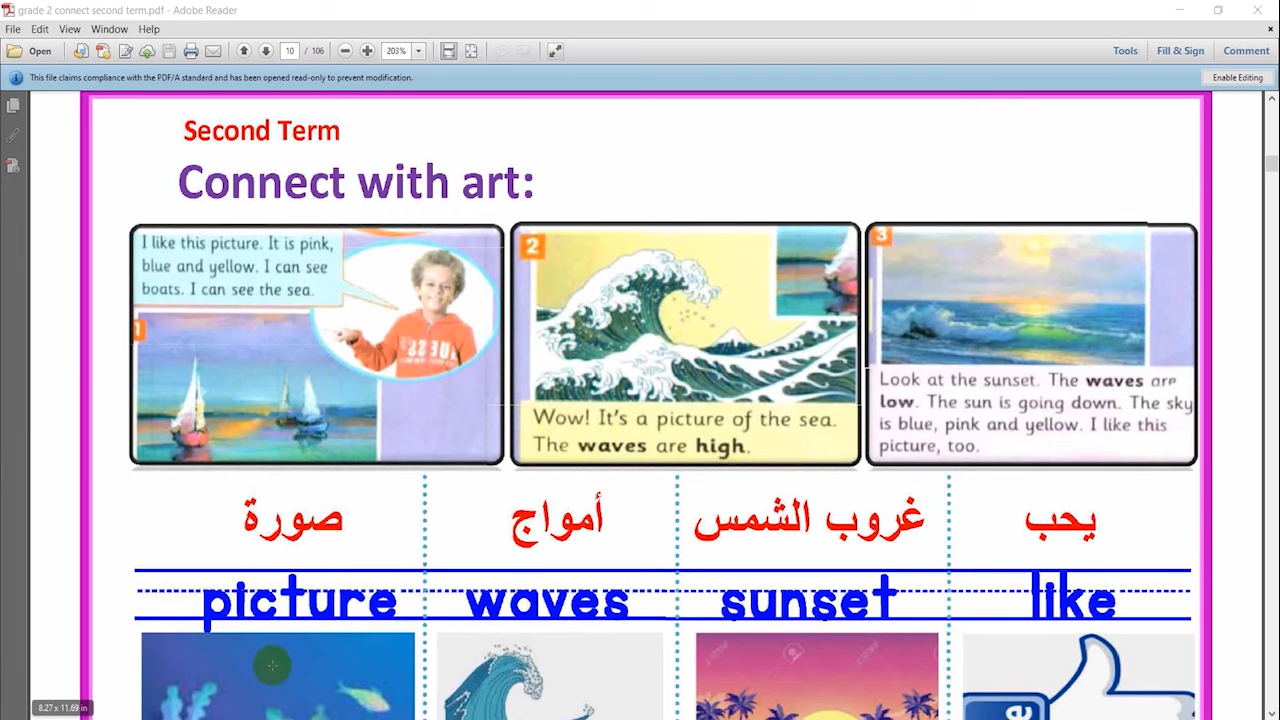 grade 2 connect second term.pdf - Adobe Reader
File Edit View Window Help
Open 10 / 106 203% Tools Fill & Sign Comment
This file claims compliance with the PDF/A standard and has been opened read-only to prevent modification. Enable Editing
Second Term
Connect with art:
I like this picture. It is pink,
blue and yellow. I can see
boats. I can see the sea.
1
2
Wow! It's a picture of the sea.
The waves are high.
3
Look at the sunset. The waves are
low. The sun is going down. The sky
is blue, pink and yellow. I like this
picture, too.
صورة أمواج غروب الشمس يحب
picture waves sunset like
8.27 x 11.69 in